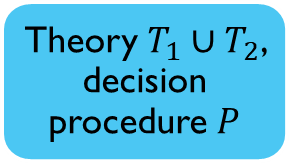 Theory 𝑇₁ ∪ 𝑇₂,
decision
procedure 𝑃